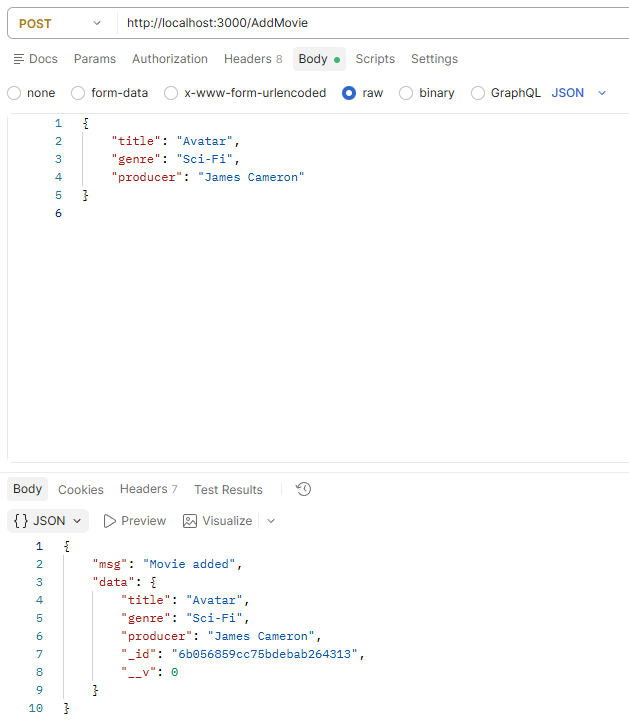 POST http://localhost:3000/AddMovie
Docs Params Authorization Headers 8 Body Scripts Settings
none form-data x-www-form-urlencoded raw binary GraphQL JSON
1 {
2 "title": "Avatar",
3 "genre": "Sci-Fi",
4 "producer": "James Cameron"
5 }
6
Body Cookies Headers 7 Test Results
{} JSON Preview Visualize
1 {
2 "msg": "Movie added",
3 "data": {
4 "title": "Avatar",
5 "genre": "Sci-Fi",
6 "producer": "James Cameron",
7 "_id": "6b056859cc75bdebab264313",
8 "__v": 0
9 }
10 }